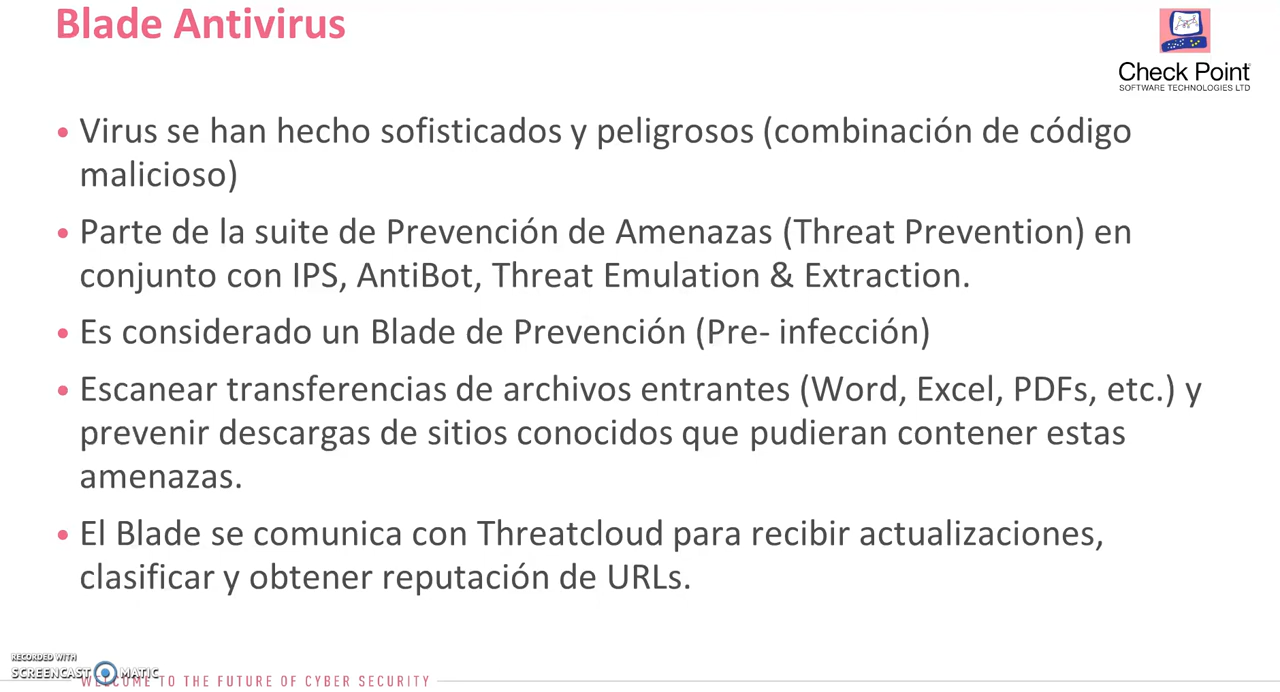 Blade Antivirus
Check Point
SOFTWARE TECHNOLOGIES LTD
• Virus se han hecho sofisticados y peligrosos (combinación de código
malicioso)
• Parte de la suite de Prevención de Amenazas (Threat Prevention) en
conjunto con IPS, AntiBot, Threat Emulation & Extraction.
• Es considerado un Blade de Prevención (Pre- infección)
• Escanear transferencias de archivos entrantes (Word, Excel, PDFs, etc.) y
prevenir descargas de sitios conocidos que pudieran contener estas
amenazas.
• El Blade se comunica con Threatcloud para recibir actualizaciones,
clasificar y obtener reputación de URLs.
RECORDED WITH
SCREENCAST MATIC
WELCOME TO THE FUTURE OF CYBER SECURITY